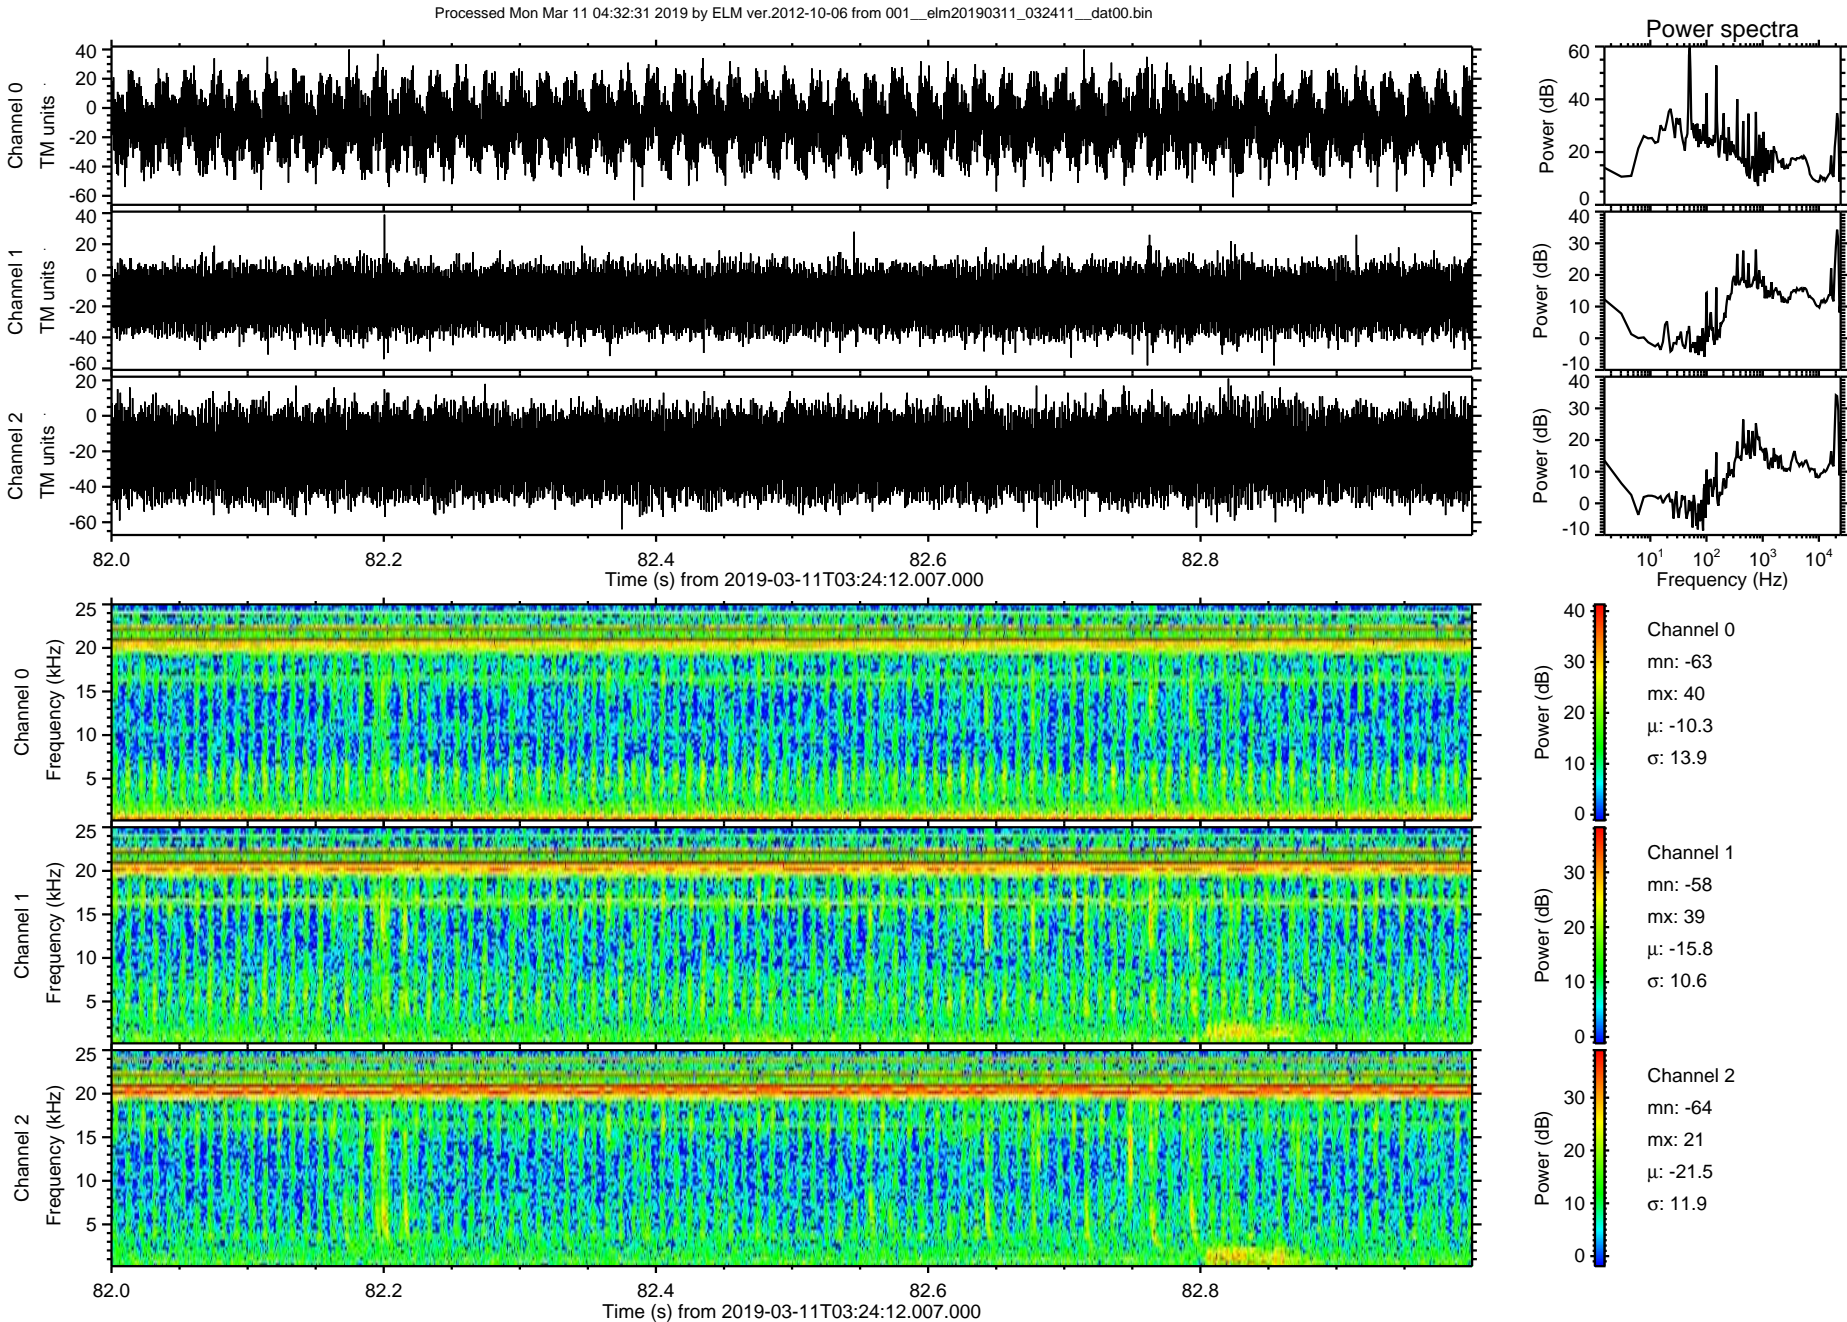 Processed Mon Mar 11 04:32:31 2019 by ELM ver.2012-10-06 from 001__elm20190311_032411__dat00.bin
Power spectra
Channel 0
TM units
40
20
0
-20
-40
-60
Power (dB)
60
40
20
0
Channel 1
TM units
40
20
0
-20
-40
-60
Power (dB)
40
30
20
10
0
-10
Channel 2
TM units
20
0
-20
-40
-60
Power (dB)
40
30
20
10
0
-10
82.0 82.2 82.4 82.6 82.8
Time (s) from 2019-03-11T03:24:12.007.000
10¹ 10² 10³ 10⁴
Frequency (Hz)
Channel 0
Frequency (kHz)
25
20
15
10
5
Power (dB)
40
30
20
10
0
Channel 0
mn: -63
mx: 40
μ: -10.3
σ: 13.9
Channel 1
Frequency (kHz)
25
20
15
10
5
Power (dB)
30
20
10
0
Channel 1
mn: -58
mx: 39
μ: -15.8
σ: 10.6
Channel 2
Frequency (kHz)
25
20
15
10
5
Power (dB)
30
20
10
0
Channel 2
mn: -64
mx: 21
μ: -21.5
σ: 11.9
82.0 82.2 82.4 82.6 82.8
Time (s) from 2019-03-11T03:24:12.007.000